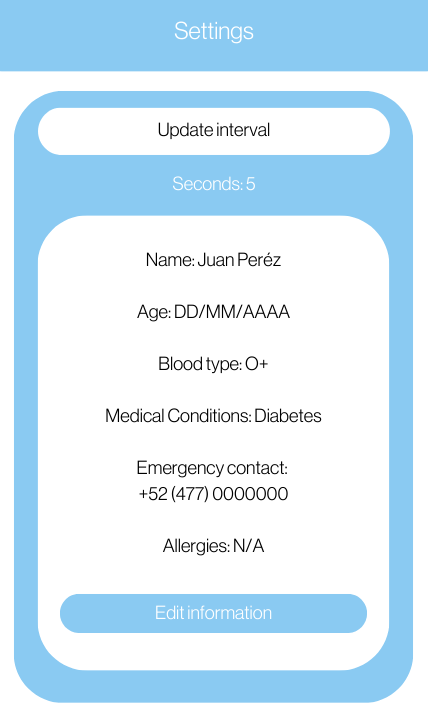 Settings
Update interval
Seconds: 5
Name: Juan Peréz
Age: DD/MM/AAAA
Blood type: O+
Medical Conditions: Diabetes
Emergency contact:
+52 (477) 0000000
Allergies: N/A
Edit information